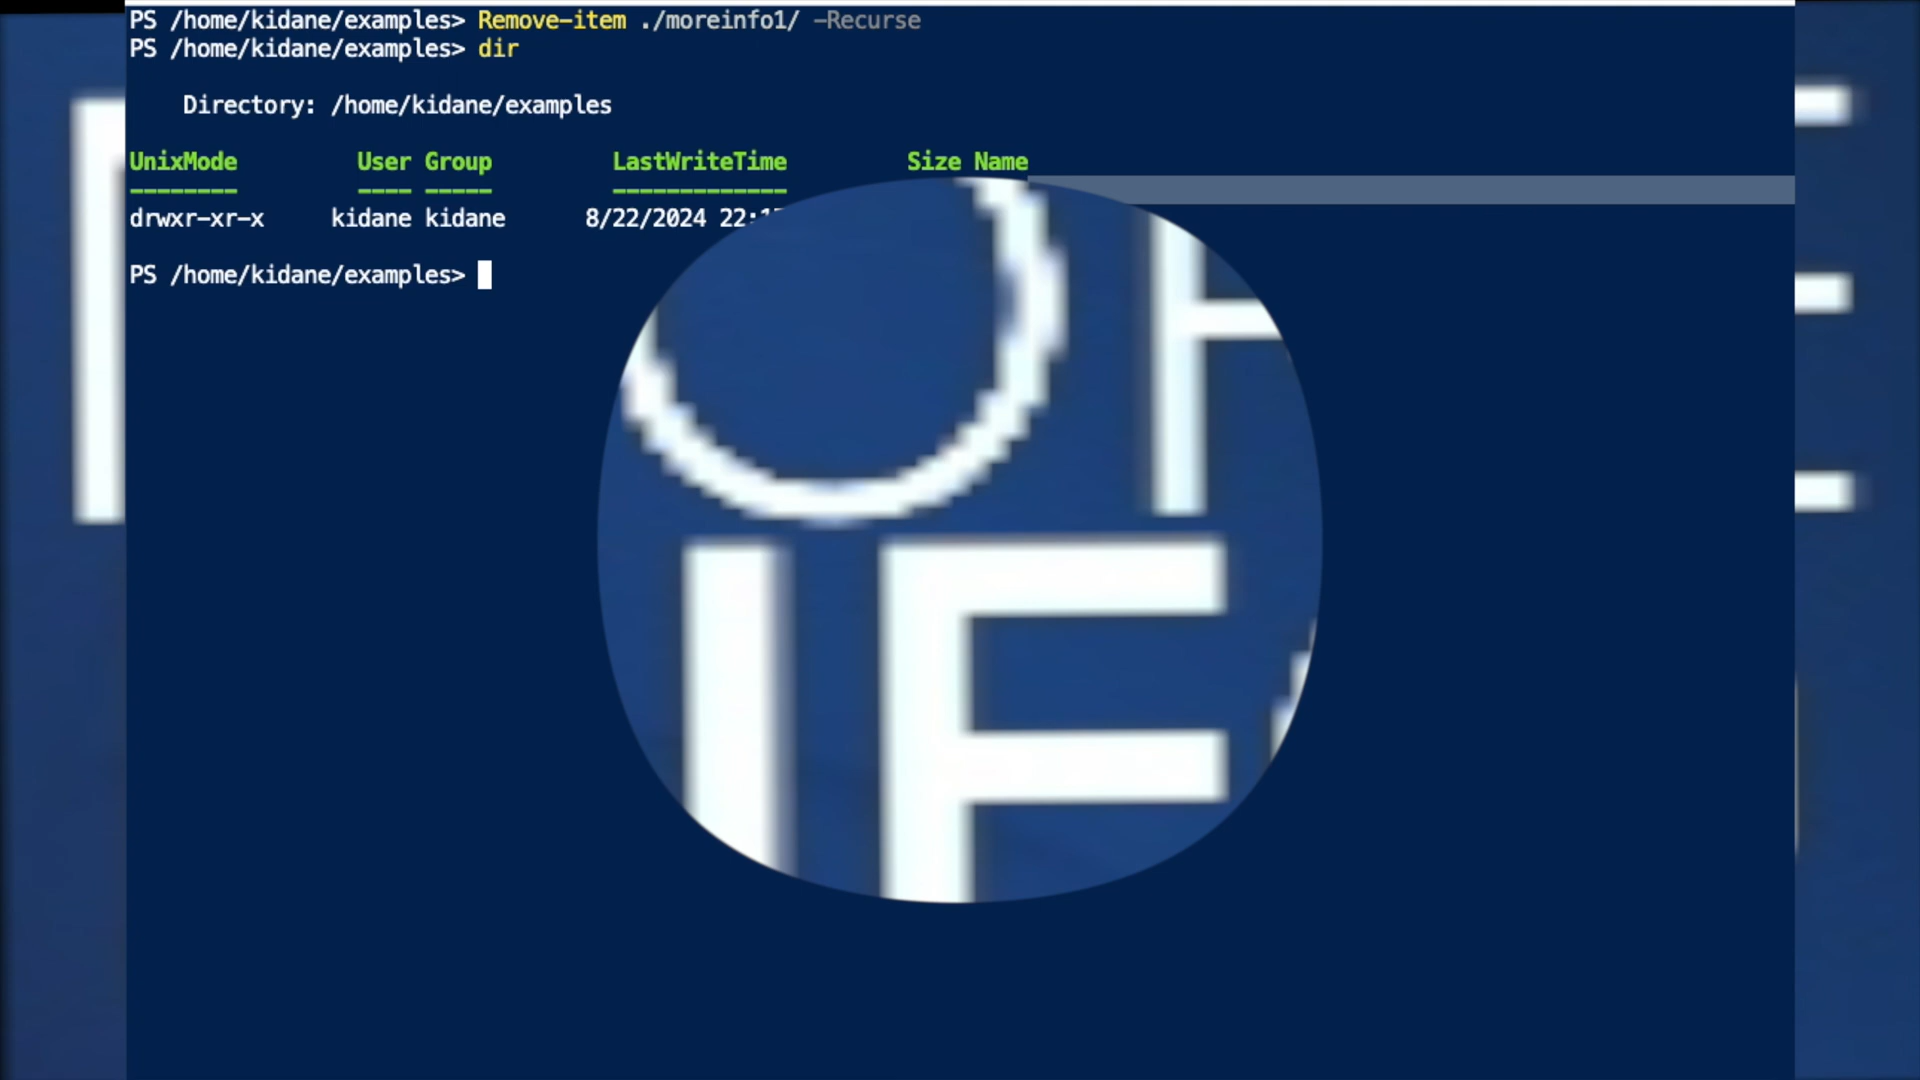 PS /home/kidane/examples> Remove-item ./moreinfo1/ -Recurse
PS /home/kidane/examples> dir
Directory: /home/kidane/examples
UnixMode User Group LastWriteTime Size Name
-------- ---- ----- -------------
drwxr-xr-x kidane kidane 8/22/2024
PS /home/kidane/examples>
IF